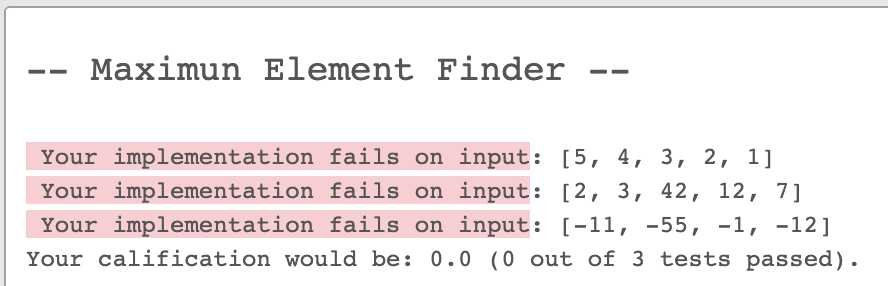 -- Maximun Element Finder --
Your implementation fails on input: [5, 4, 3, 2, 1]
Your implementation fails on input: [2, 3, 42, 12, 7]
Your implementation fails on input: [-11, -55, -1, -12]
Your calification would be: 0.0 (0 out of 3 tests passed).